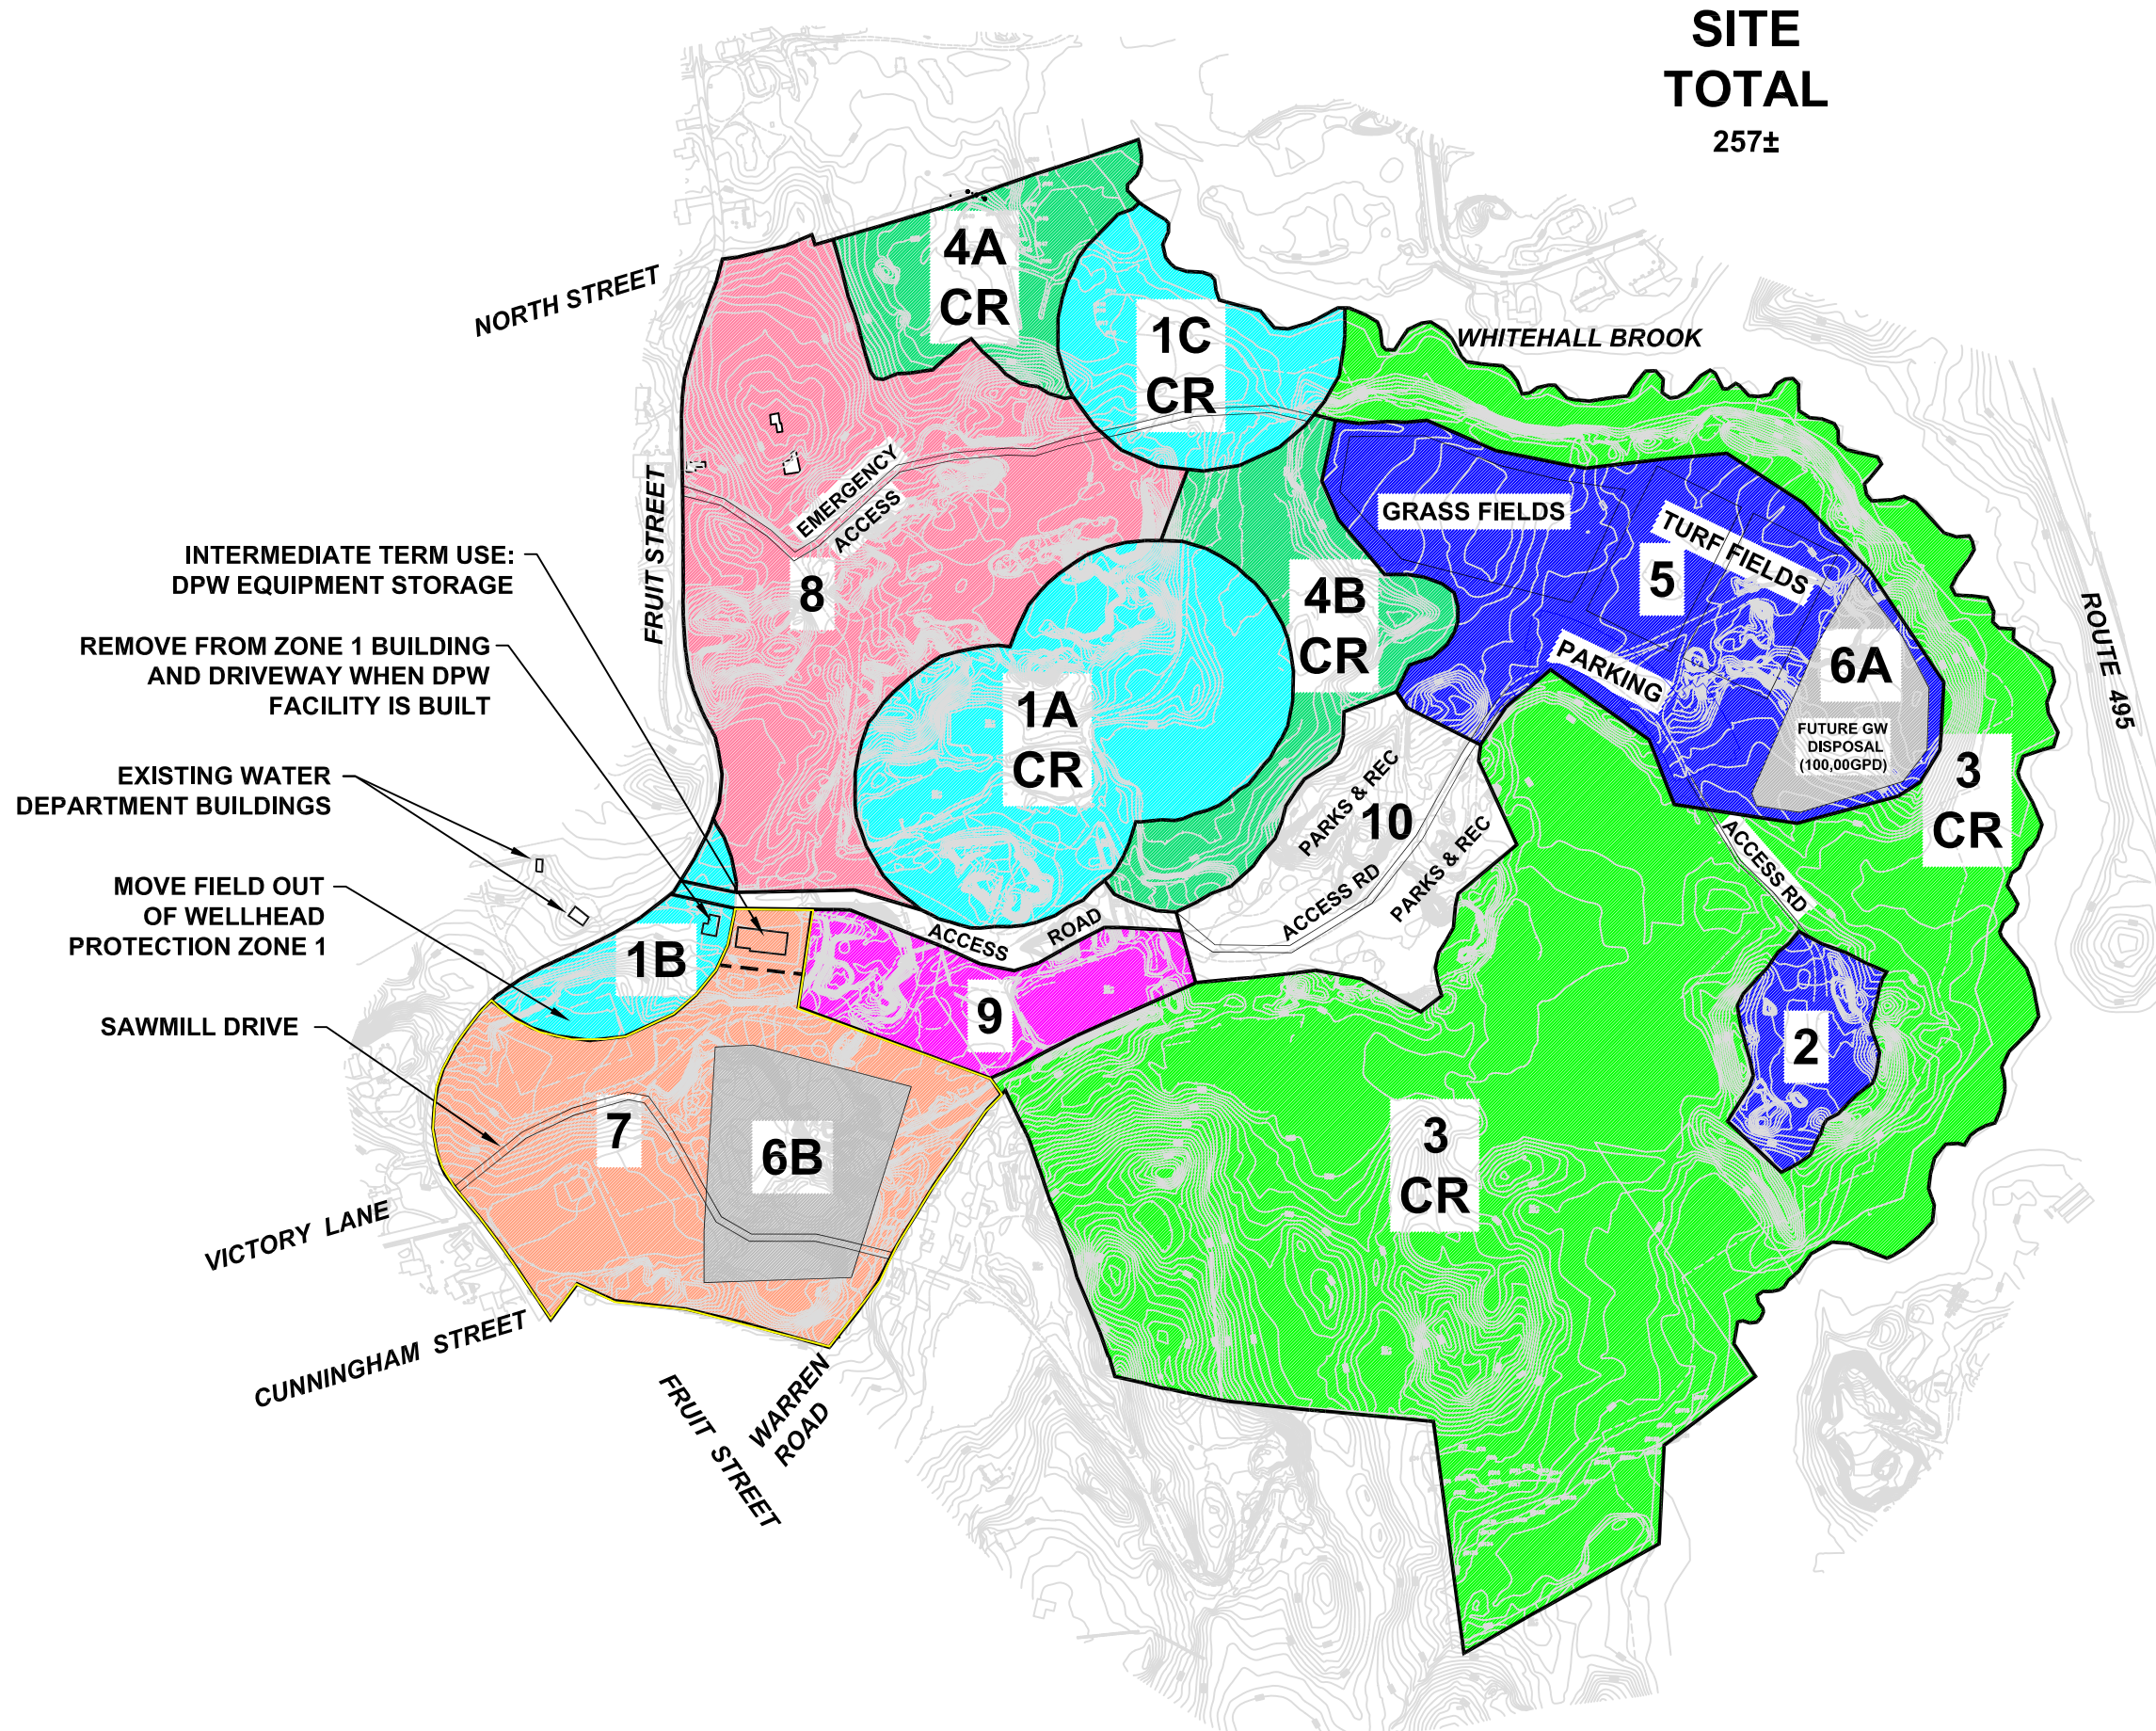 SITE
TOTAL
257±
NORTH STREET
4A
CR
1C
CR
WHITEHALL BROOK
FRUIT STREET
EMERGENCY
ACCESS
8
GRASS FIELDS
TURF FIELDS
5
PARKING
6A
FUTURE GW
DISPOSAL
(100,00GPD)
ROUTE 495
4B
CR
1A
CR
3
CR
PARKS & REC
10
PARKS & REC
ACCESS RD
ACCESS RD
INTERMEDIATE TERM USE:
DPW EQUIPMENT STORAGE
REMOVE FROM ZONE 1 BUILDING
AND DRIVEWAY WHEN DPW
FACILITY IS BUILT
EXISTING WATER
DEPARTMENT BUILDINGS
MOVE FIELD OUT
OF WELLHEAD
PROTECTION ZONE 1
SAWMILL DRIVE
1B
ACCESS
ROAD
9
2
7
6B
3
CR
VICTORY LANE
CUNNINGHAM STREET
FRUIT STREET
WARREN
ROAD